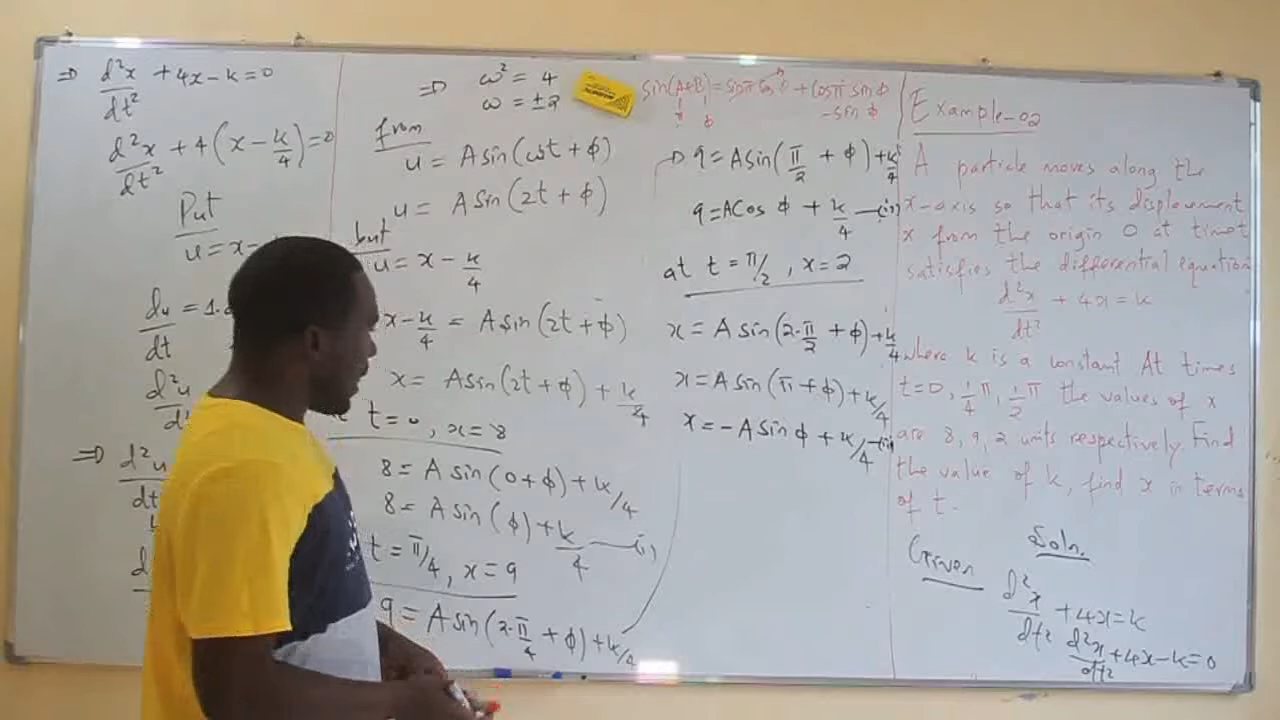 ⇒ d²x/dt² + 4x - k = 0
d²x/dt² + 4(x - k/4) = 0
Put
u = x -
du/dt = 1.
d²u
⇒ d²u
⇒ ω² = 4
ω = ±2
from
u = A sin(ωt + φ)
u = A sin(2t + φ)
but
u = x - k/4
x - k/4 = A sin(2t + φ)
x = A sin(2t + φ) + k/4
t = 0, x = 8
8 = A sin(0 + φ) + k/4
8 = A sin(φ) + k/4 —(i)
t = π/4, x = 9
9 = A sin(2·π/4 + φ) + k/4
sin(A+B) = sin π cos φ + cos π sin φ
π φ - sin φ
⇒ 9 = A sin(π/2 + φ) + k/4
9 = A cos φ + k/4 —(ii)
at t = π/2, x = 2
x = A sin(2·π/2 + φ) + k/4
x = A sin(π + φ) + k/4
x = - A sin φ + k/4 —(iii)
Example-02
A particle moves along the
x-axis so that its displacement
x from the origin O at time t
satisfies the differential equation
d²x/dt² + 4x = k
where k is a constant At times
t = 0, 1/4 π, 1/2 π the values of x
are 8, 9, 2 units respectively. Find
the value of k, find x in terms
of t.
Soln.
Given
d²x/dt² + 4x = k
d²x/dt² + 4x - k = 0